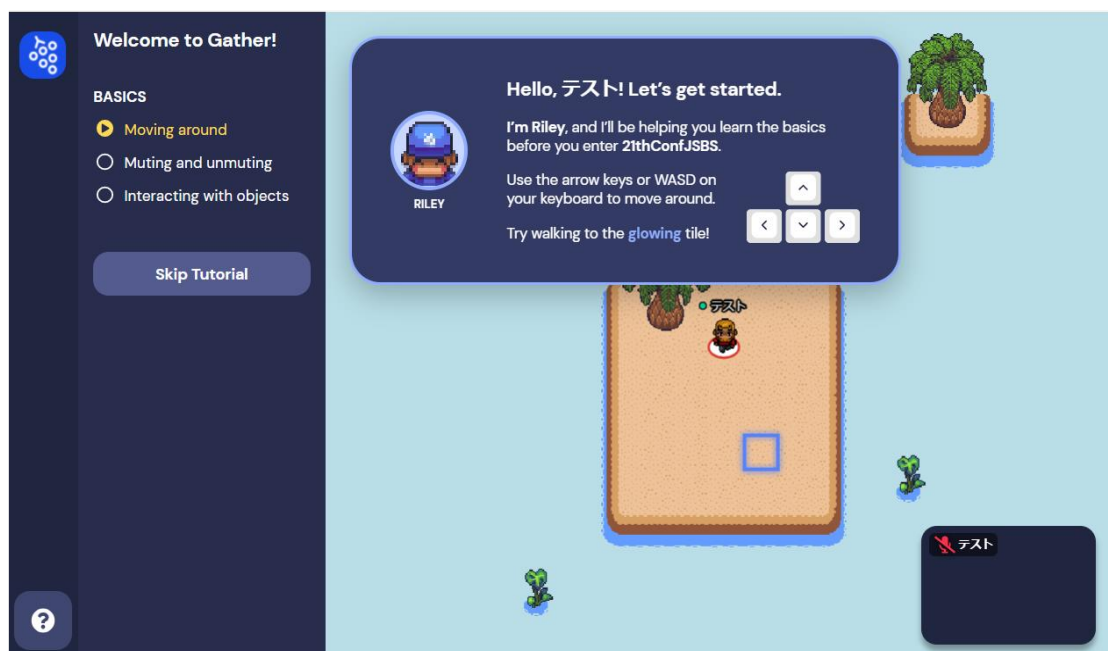 Welcome to Gather!
BASICS
Moving around
Muting and unmuting
Interacting with objects
Skip Tutorial
Hello, テスト! Let's get started.
I'm Riley, and I'll be helping you learn the basics
before you enter 21thConfJSBS.
Use the arrow keys or WASD on
your keyboard to move around.
Try walking to the glowing tile!
RILEY
テスト
テスト
?